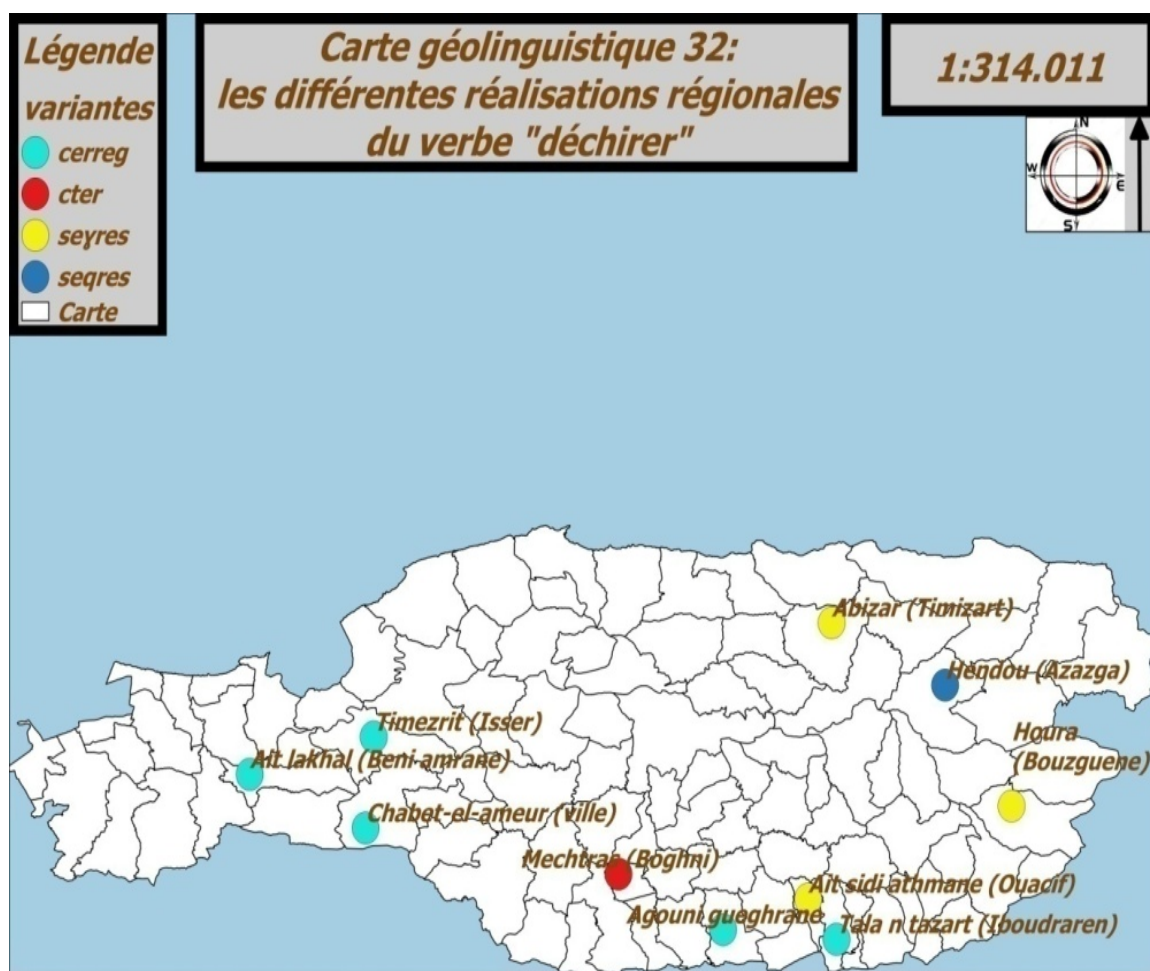 Légende
variantes
cerreg
cter
seɣres
seqres
Carte
Carte géolinguistique 32:
les différentes réalisations régionales
du verbe "déchirer"
1:314.011
N
W
E
S
Abizar (Timizart)
Hendou (Azazga)
Houra
(Bouzguene)
Timezrit (Isser)
Ait lakhal (Beni-amrane)
Chabet-el-ameur (ville)
Mechtras (Boghni)
Ait sidi athmane (Ouacif)
Agouni gueghrane
Tala n tazart (Iboudraren)